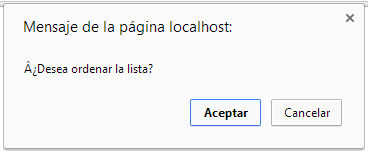 Mensaje de la página localhost:
Â¿Desea ordenar la lista?
Aceptar
Cancelar